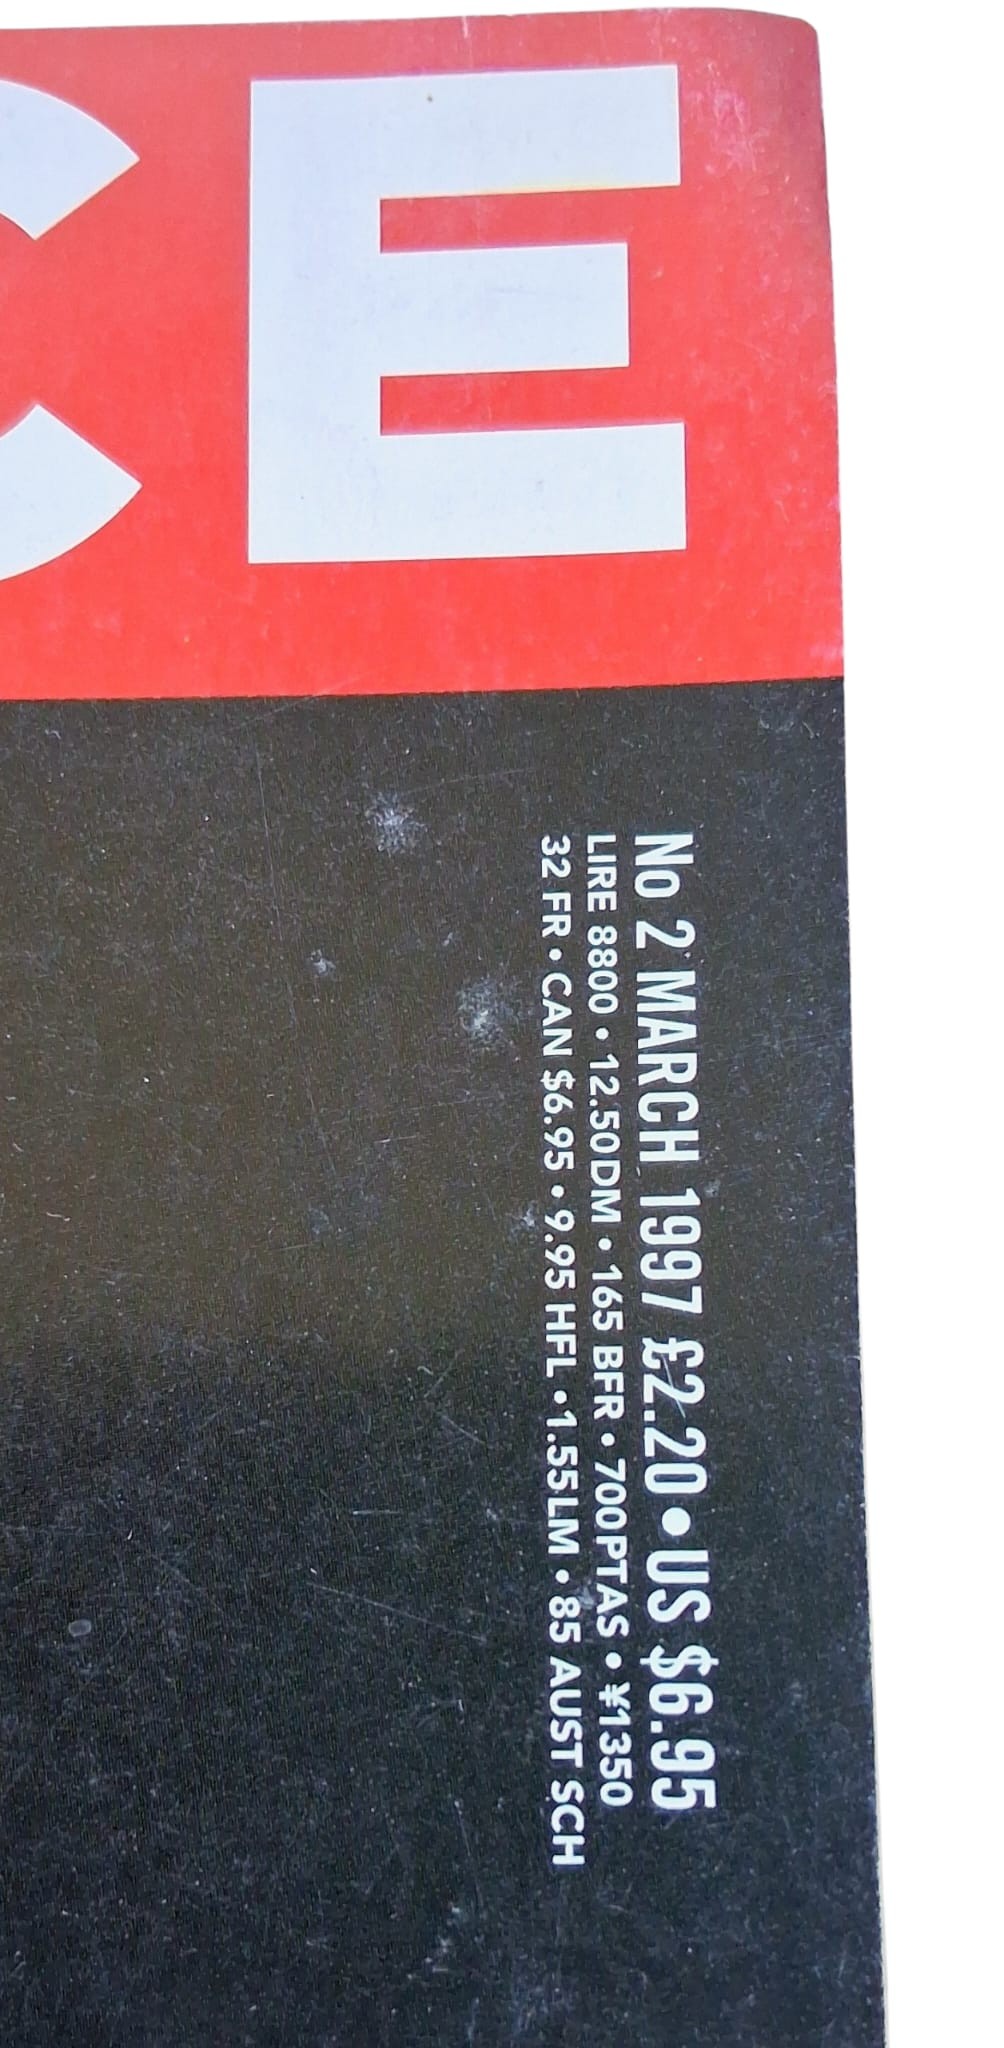 CE
No 2 MARCH 1997 £2.20 • US $6.95
LIRE 8800 • 12.50DM • 165 BFR • 700PTAS • ¥1350
32 FR • CAN $6.95 • 9.95 HFL • 1.55LM • 85 AUST SCH